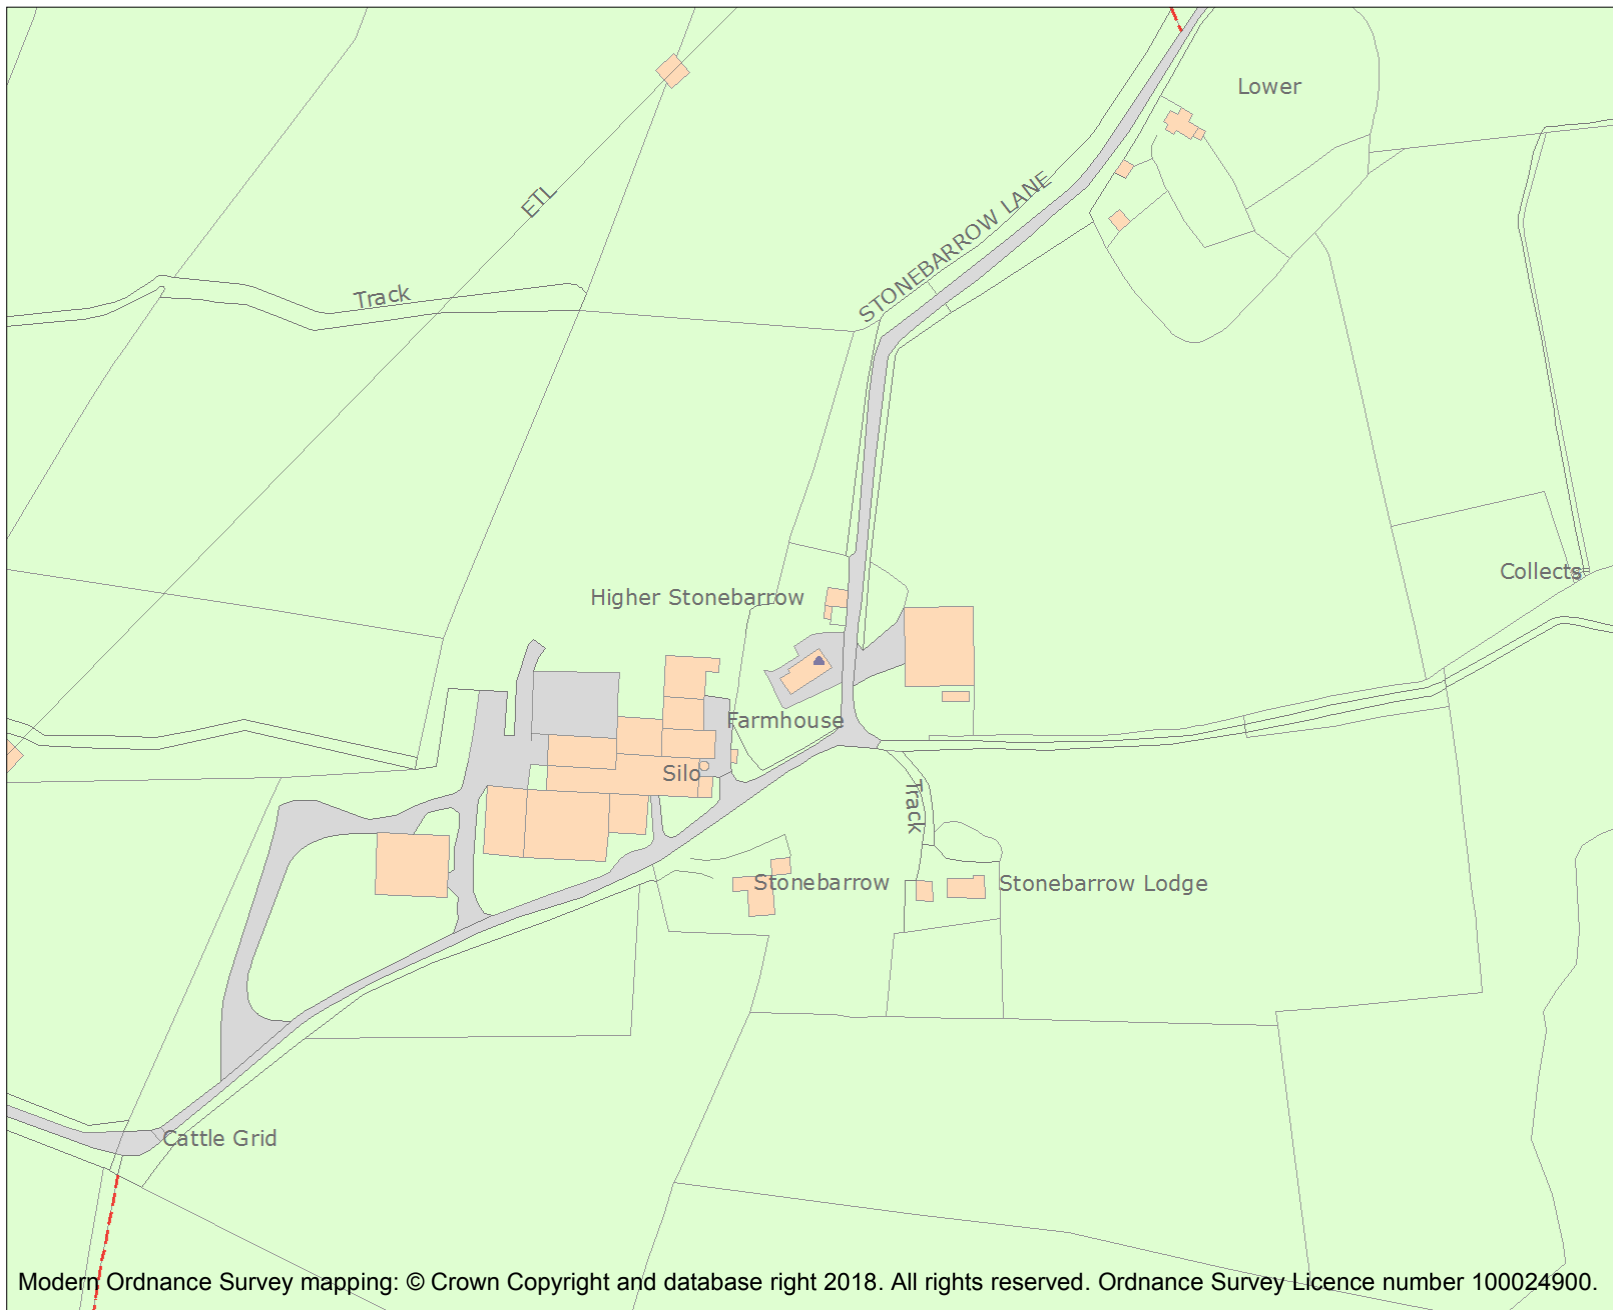 Lower
STONEBARROW LANE
ETL
Track
Collects
Higher Stonebarrow
Farmhouse
Silo
Track
Stonebarrow
Stonebarrow Lodge
Cattle Grid
Modern Ordnance Survey mapping: © Crown Copyright and database right 2018. All rights reserved. Ordnance Survey Licence number 100024900.